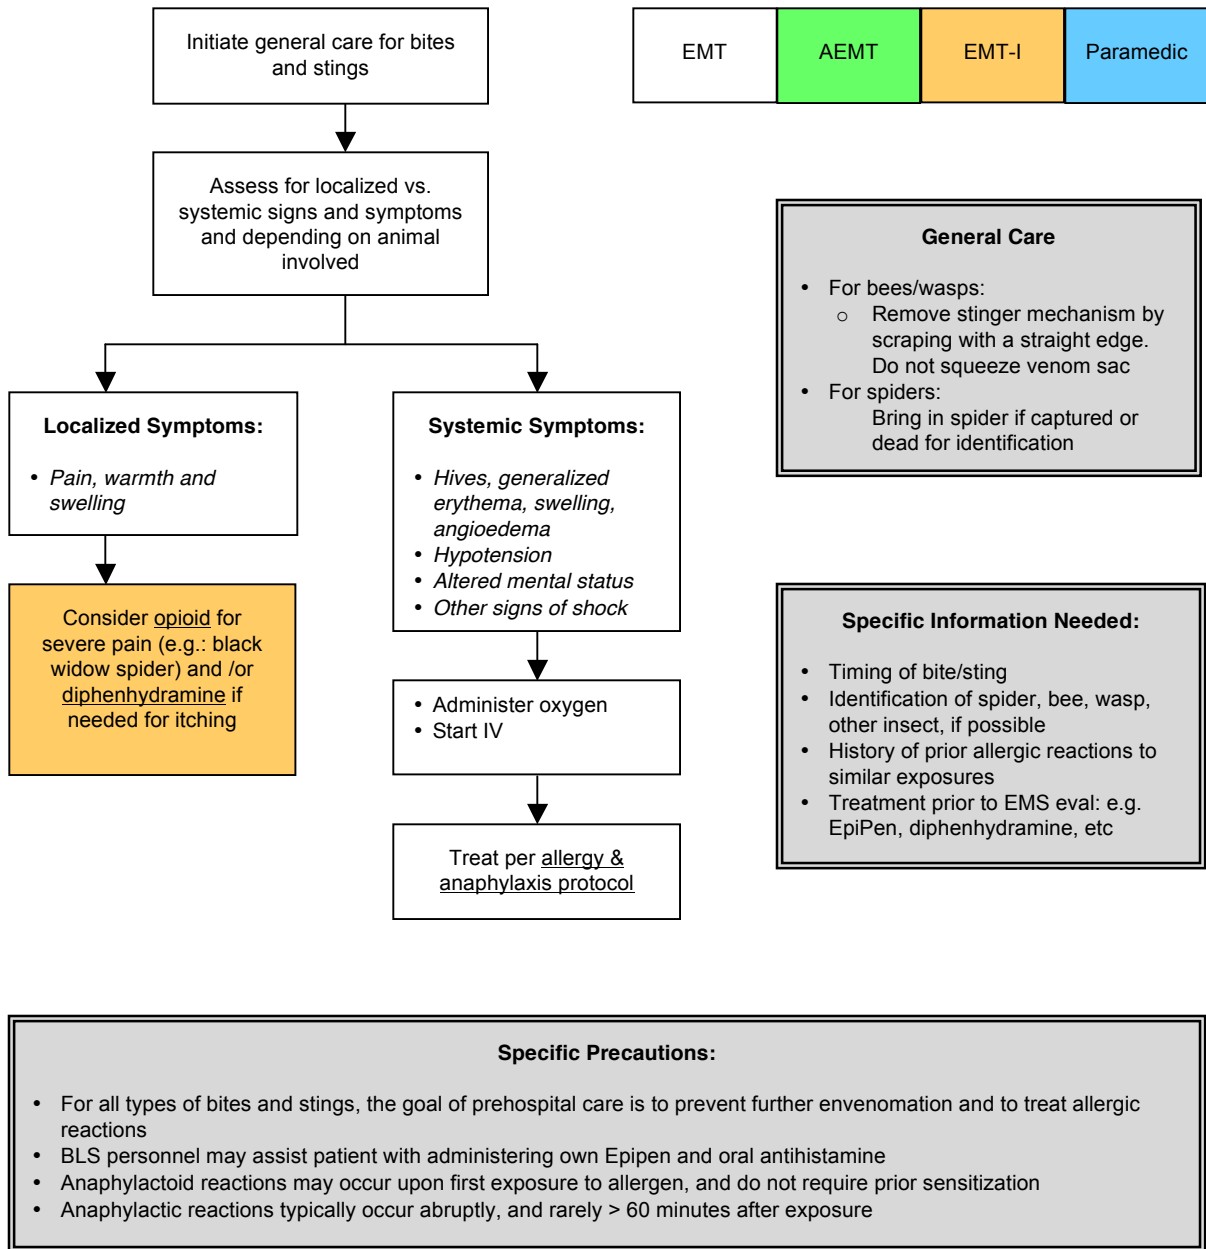 Initiate general care for bites
and stings
EMT
AEMT
EMT-I
Paramedic
Assess for localized vs.
systemic signs and symptoms
and depending on animal
involved
General Care
• For bees/wasps:
o Remove stinger mechanism by
scraping with a straight edge.
Do not squeeze venom sac
• For spiders:
Bring in spider if captured or
dead for identification
Localized Symptoms:
• Pain, warmth and
swelling
Systemic Symptoms:
• Hives, generalized
erythema, swelling,
angioedema
• Hypotension
• Altered mental status
• Other signs of shock
Consider opioid for
severe pain (e.g.: black
widow spider) and /or
diphenhydramine if
needed for itching
• Administer oxygen
• Start IV
Treat per allergy &
anaphylaxis protocol
Specific Information Needed:
• Timing of bite/sting
• Identification of spider, bee, wasp,
other insect, if possible
• History of prior allergic reactions to
similar exposures
• Treatment prior to EMS eval: e.g.
EpiPen, diphenhydramine, etc
Specific Precautions:
• For all types of bites and stings, the goal of prehospital care is to prevent further envenomation and to treat allergic
reactions
• BLS personnel may assist patient with administering own Epipen and oral antihistamine
• Anaphylactoid reactions may occur upon first exposure to allergen, and do not require prior sensitization
• Anaphylactic reactions typically occur abruptly, and rarely > 60 minutes after exposure